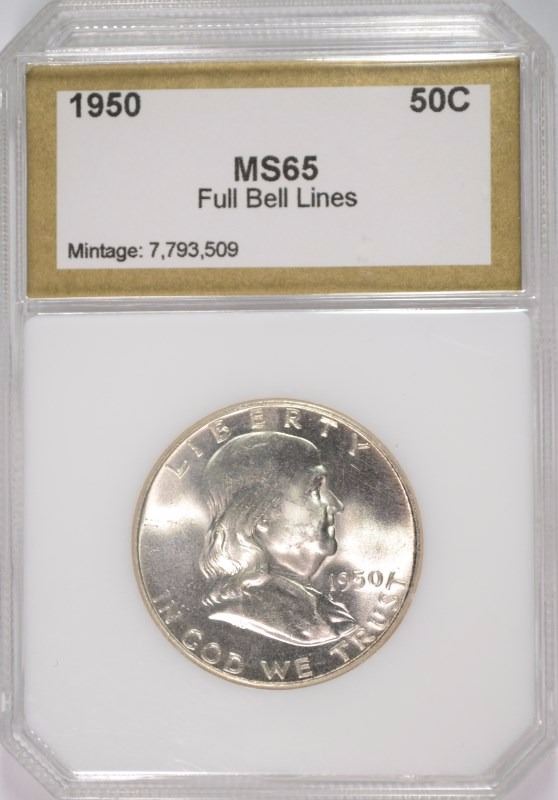 1950 50C
MS65
Full Bell Lines
Mintage: 7,793,509
LIBERTY
1950
IN GOD WE TRUST